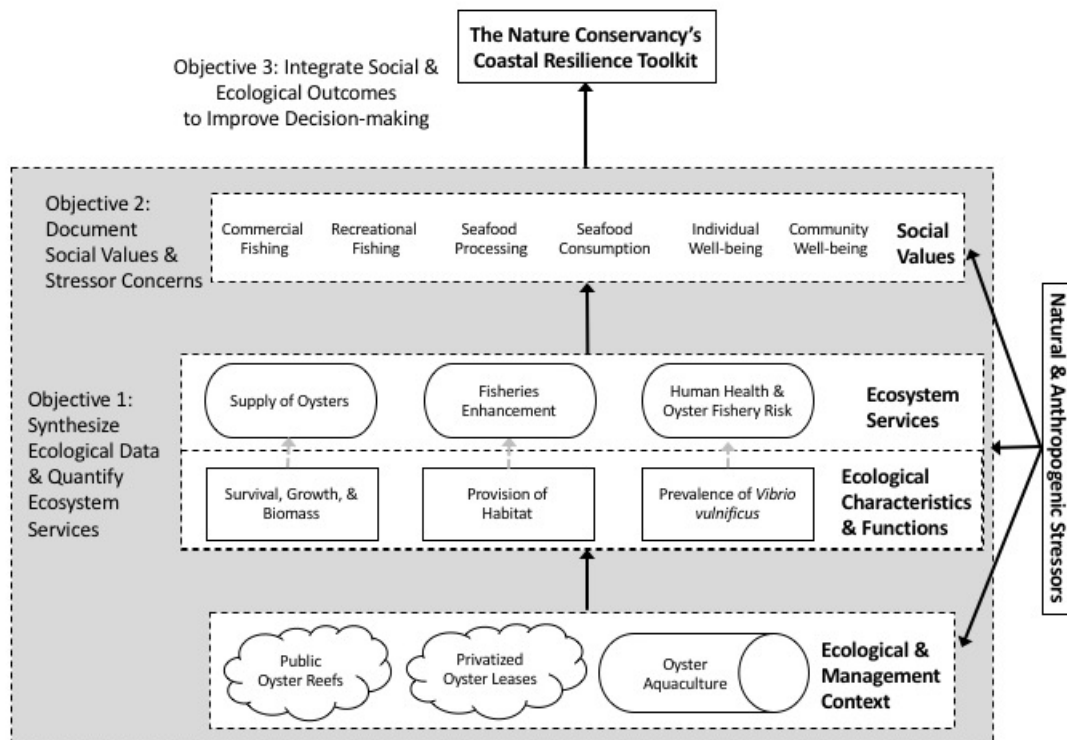 The Nature Conservancy's
Coastal Resilience Toolkit
Objective 3: Integrate Social &
Ecological Outcomes
to Improve Decision-making
Objective 2:
Document
Social Values &
Stressor Concerns
Commercial
Fishing
Recreational
Fishing
Seafood
Processing
Seafood
Consumption
Individual
Well-being
Community
Well-being
Social
Values
Objective 1:
Synthesize
Ecological Data
& Quantify
Ecosystem
Services
Supply of Oysters
Fisheries
Enhancement
Human Health &
Oyster Fishery Risk
Ecosystem
Services
Survival, Growth, &
Biomass
Provision of
Habitat
Prevalence of Vibrio
vulnificus
Ecological
Characteristics
& Functions
Public
Oyster Reefs
Privatized
Oyster Leases
Oyster
Aquaculture
Ecological &
Management
Context
Natural & Anthropogenic Stressors